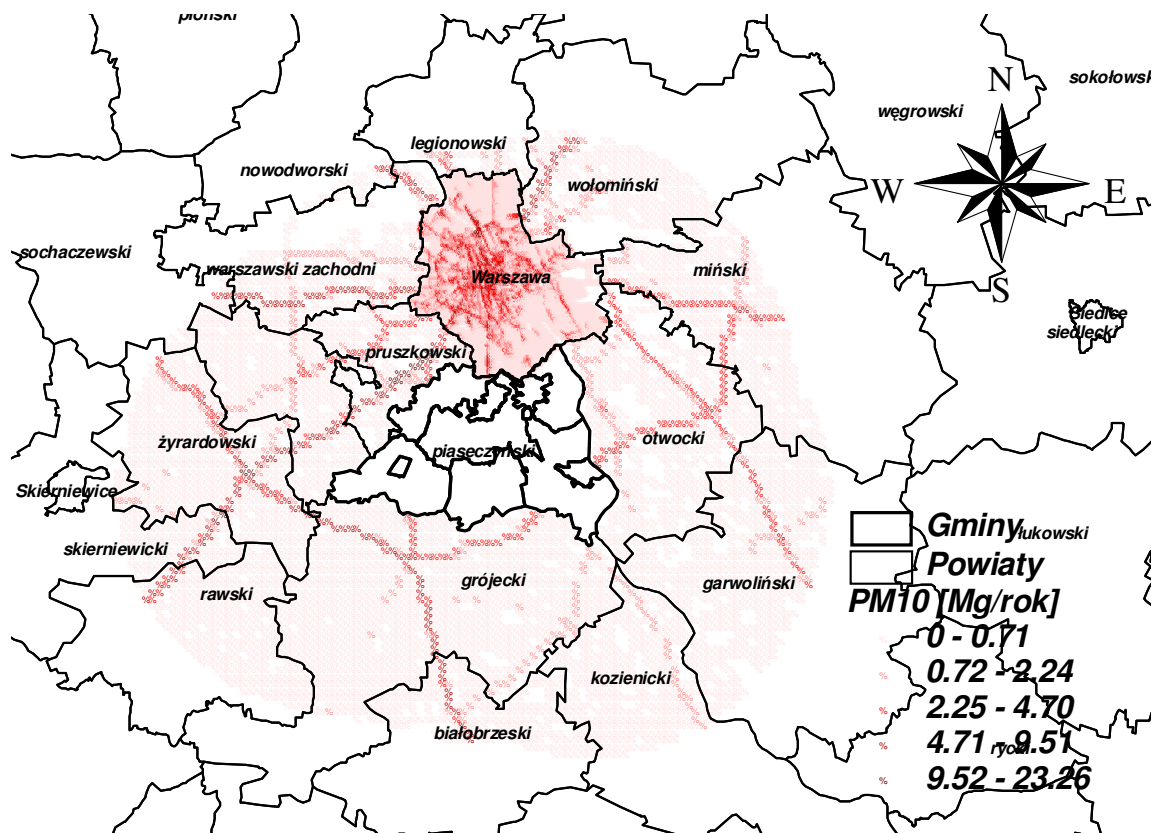 płoński
sokołowsk
N
węgrowski
legionowski
nowodworski
wołomiński
W
E
sochaczewski
warszawski zachodni
Warszawa
miński
S
Siedlce
siedlecki
pruszkowski
żyrardowski
piaseczyński
otwocki
Skierniewice
Gminy
łukowski
skierniewicki
Powiaty
rawski
grójecki
garwoliński
PM10 [Mg/rok]
0 - 0.71
kozienicki
0.72 - 2.24
2.25 - 4.70
białobrzeski
4.71 - 9.51
9.52 - 23.26